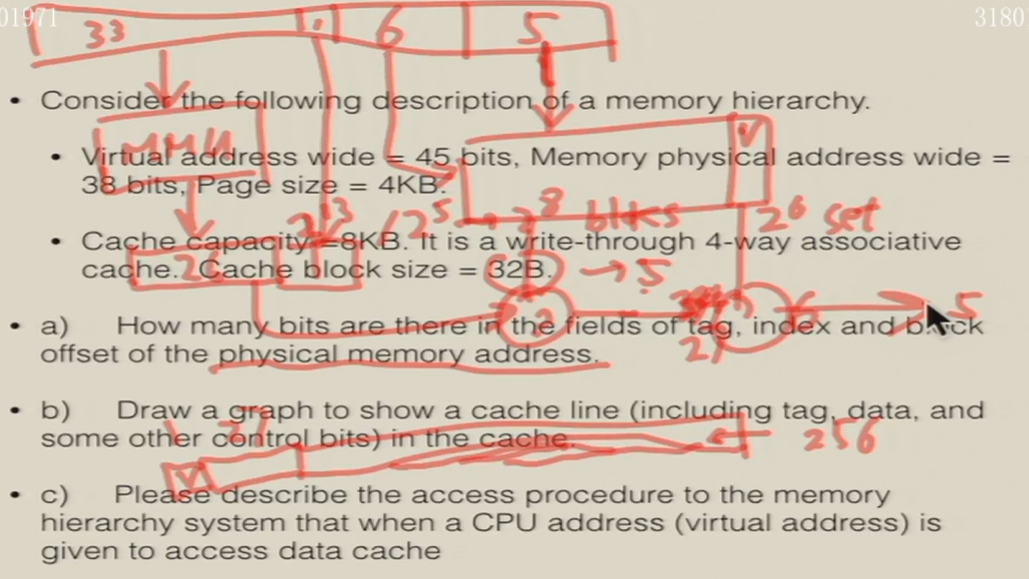 01971
3180
33 1 6 5
• Consider the following description of a memory hierarchy.
MMU
V
• Virtual address wide = 45 bits, Memory physical address wide =
38 bits, Page size = 4KB.
2^13 / 2^5 → 2^8 blks 2^6 set
• Cache capacity =8KB. It is a write-through 4-way associative
cache. Cache block size = 32B. → 5
26 1
• a) How many bits are there in the fields of tag, index and block
27 6 5
offset of the physical memory address.
• b) Draw a graph to show a cache line (including tag, data, and
some other control bits) in the cache.
1 27 256
V
• c) Please describe the access procedure to the memory
hierarchy system that when a CPU address (virtual address) is
given to access data cache